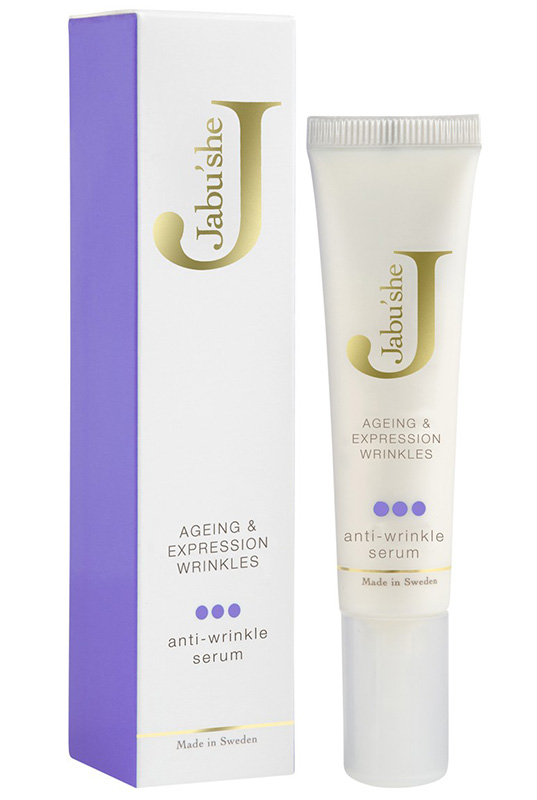 J
Jabu'she
AGEING &
EXPRESSION
WRINKLES
anti-wrinkle
serum
Made in Sweden
J
Jabu'she
AGEING &
EXPRESSION
WRINKLES
anti-wrinkle
serum
Made in Sweden